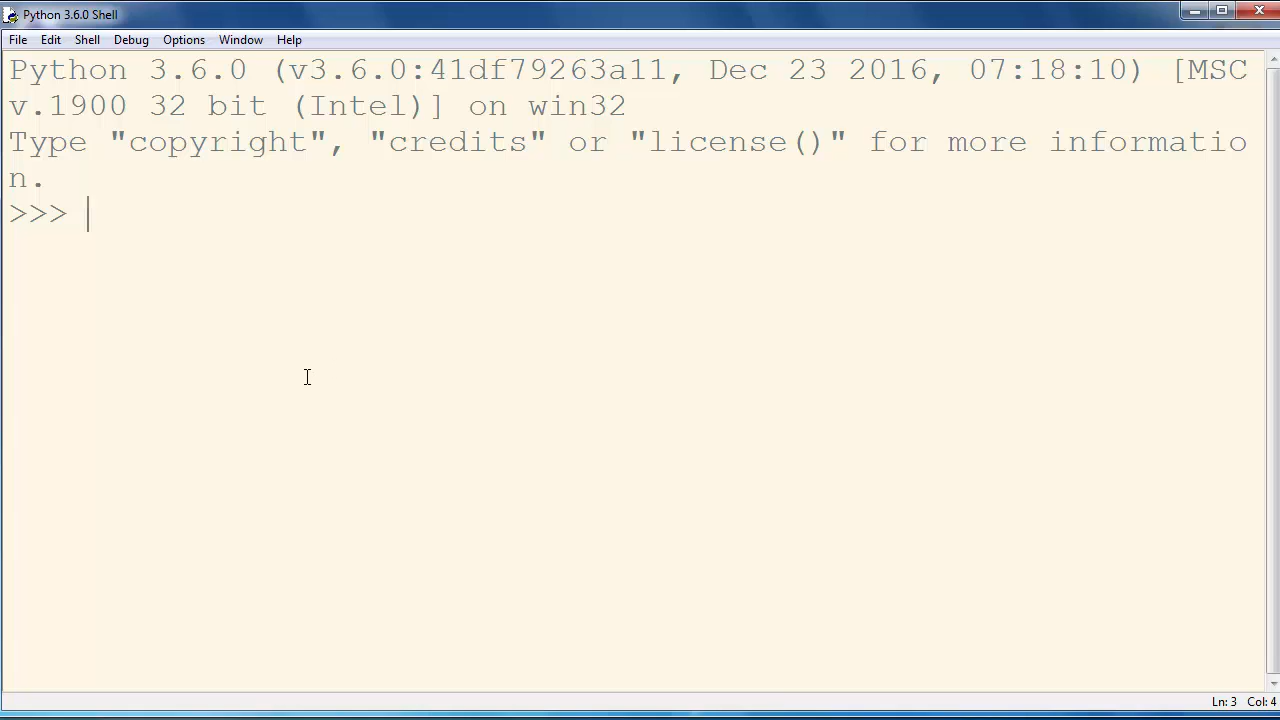 Python 3.6.0 Shell
File Edit Shell Debug Options Window Help
Python 3.6.0 (v3.6.0:41df79263a11, Dec 23 2016, 07:18:10) [MSC
v.1900 32 bit (Intel)] on win32
Type "copyright", "credits" or "license()" for more informatio
n.
>>>
Ln: 3 Col: 4